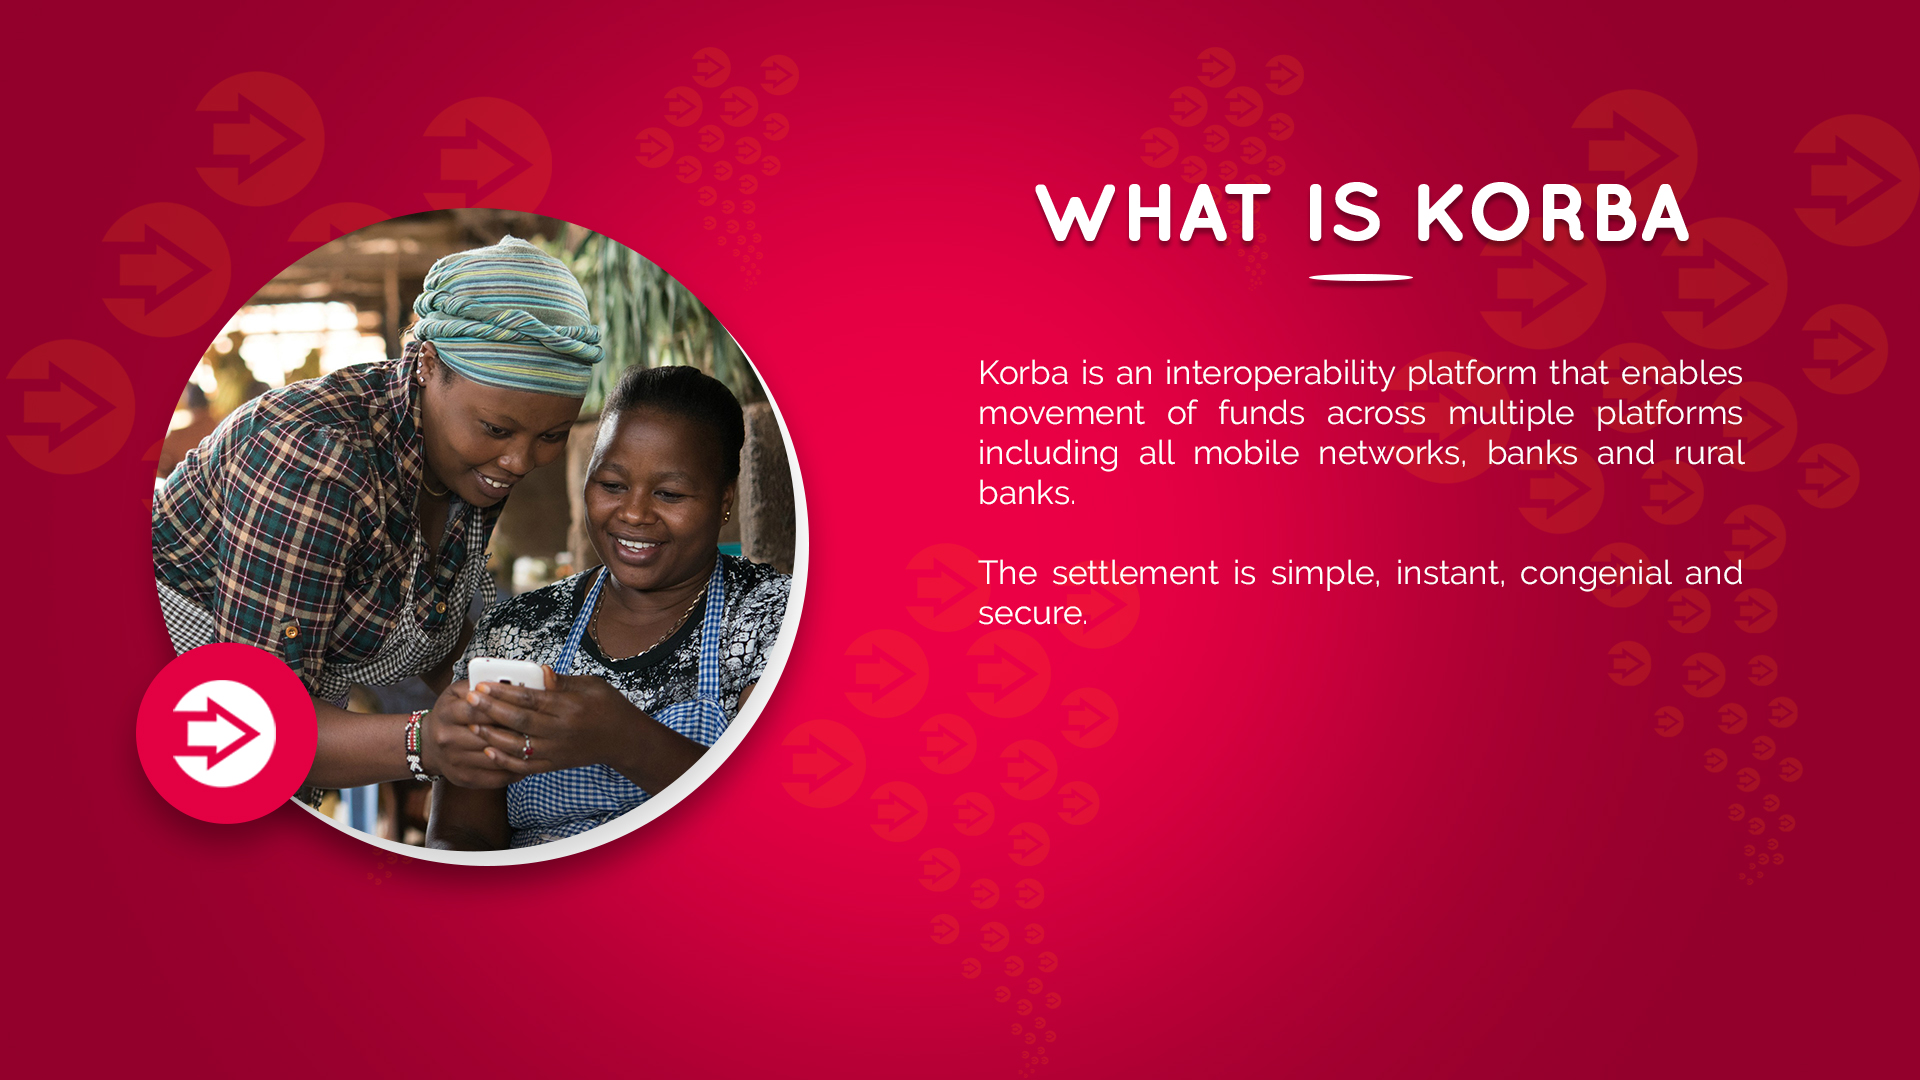 WHAT IS KORBA
Korba is an interoperability platform that enables
movement of funds across multiple platforms
including all mobile networks, banks and rural
banks.
The settlement is simple, instant, congenial and
secure.